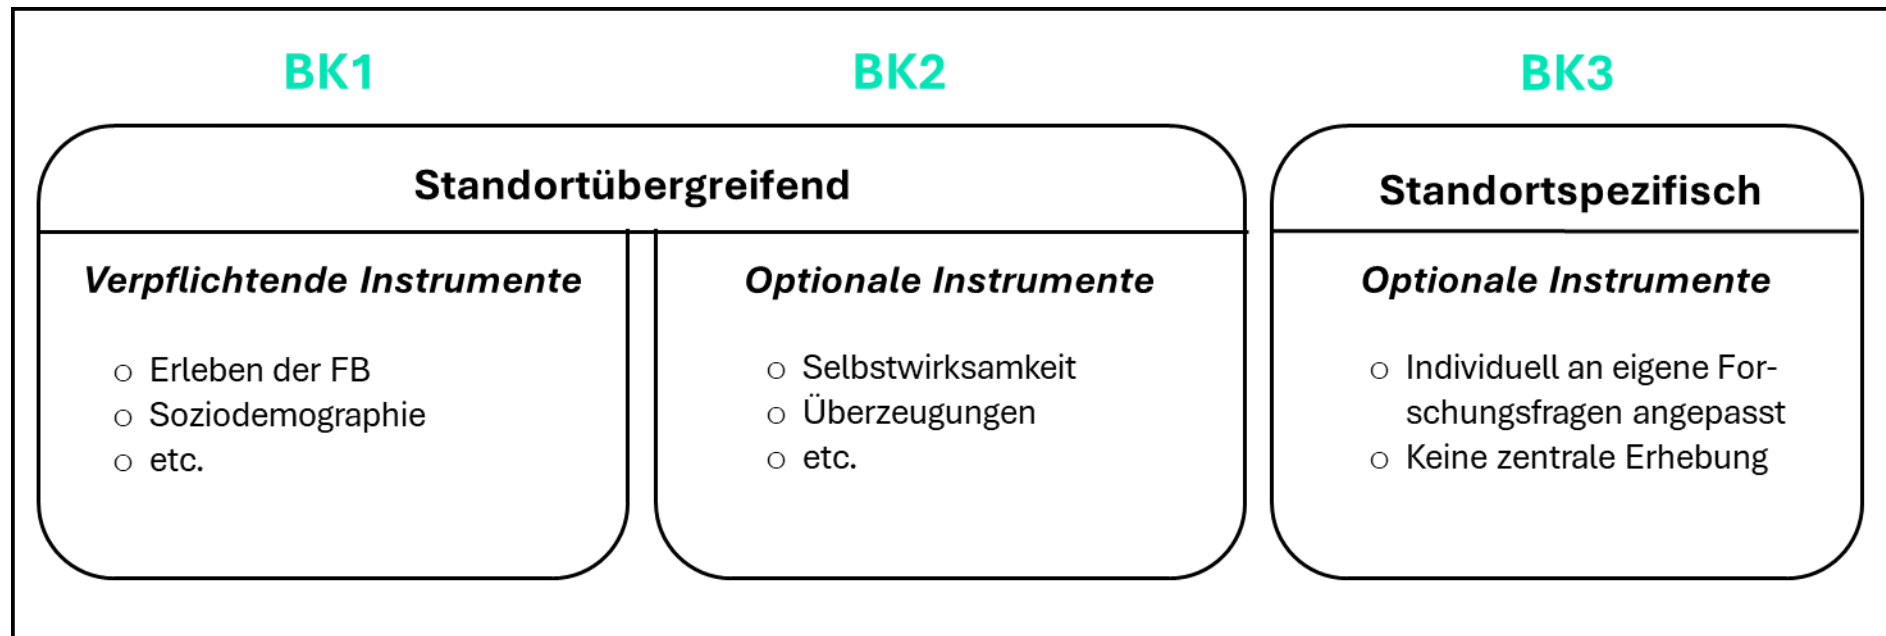 BK1
BK2
BK3
Standortübergreifend
Standortspezifisch
Verpflichtende Instrumente
○ Erleben der FB
○ Soziodemographie
○ etc.
Optionale Instrumente
○ Selbstwirksamkeit
○ Überzeugungen
○ etc.
Optionale Instrumente
○ Individuell an eigene For-
schungsfragen angepasst
○ Keine zentrale Erhebung